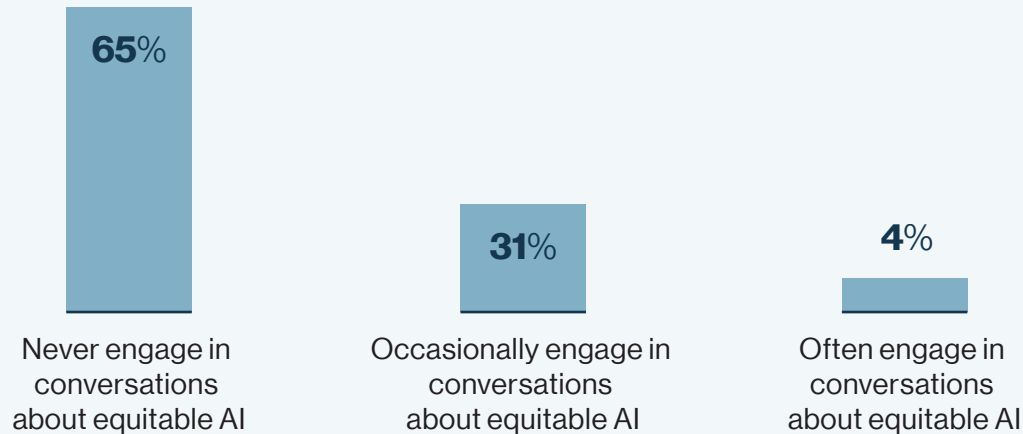 65%
31%
4%
Never engage in
conversations
about equitable AI
Occasionally engage in
conversations
about equitable AI
Often engage in
conversations
about equitable AI